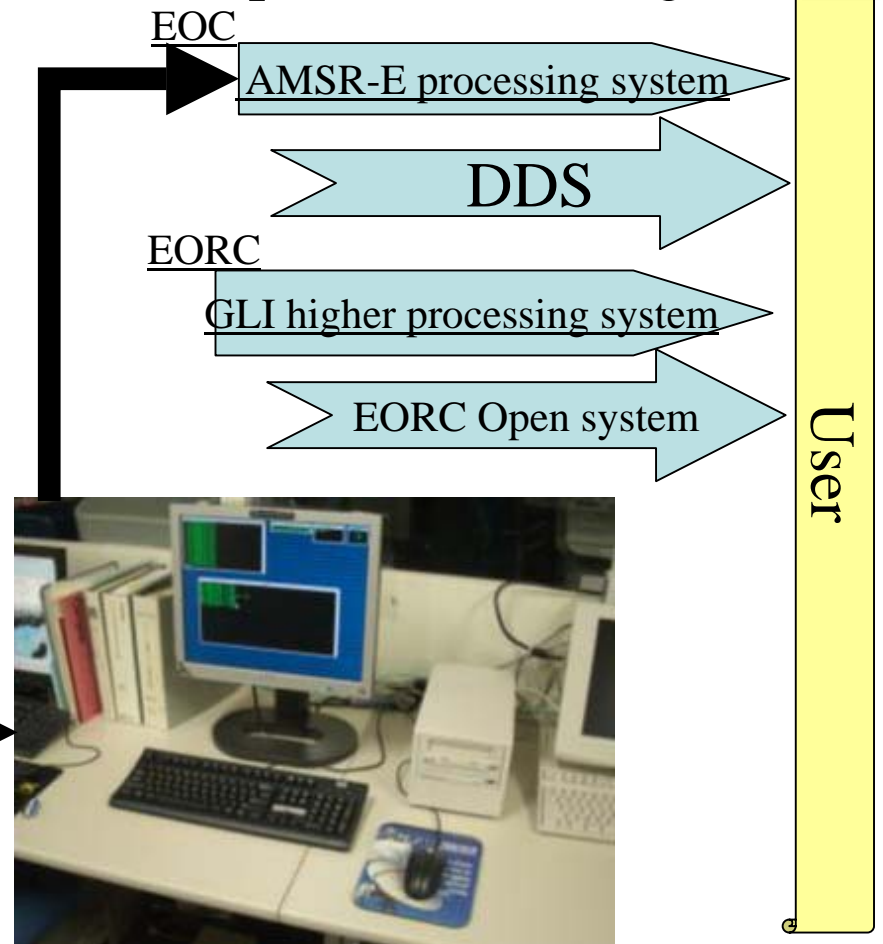 EOC
AMSR-E processing system
DDS
EORC
GLI higher processing system
EORC Open system
User